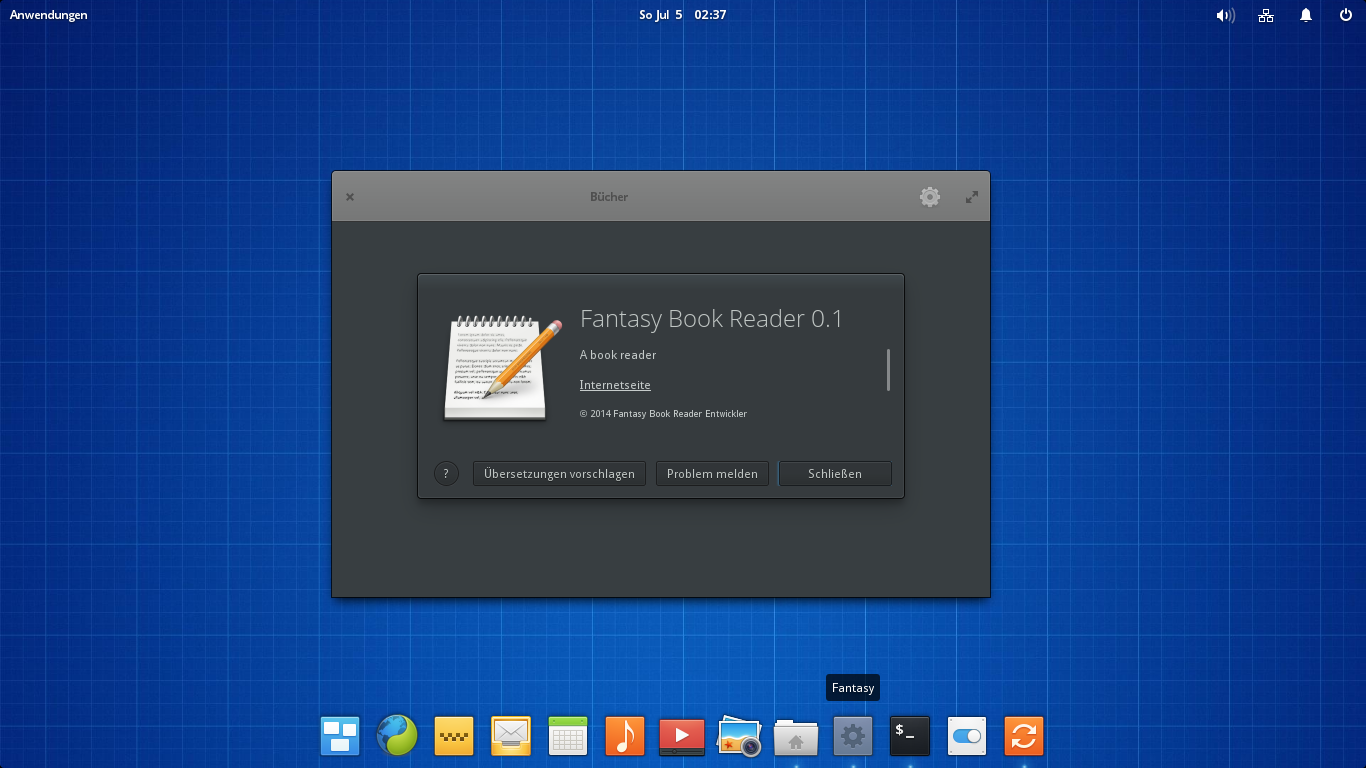 Anwendungen
So Jul 5 02:37
Bücher
Fantasy Book Reader 0.1
A book reader
Internetseite
© 2014 Fantasy Book Reader Entwickler
?
Übersetzungen vorschlagen
Problem melden
Schließen
Fantasy
$_